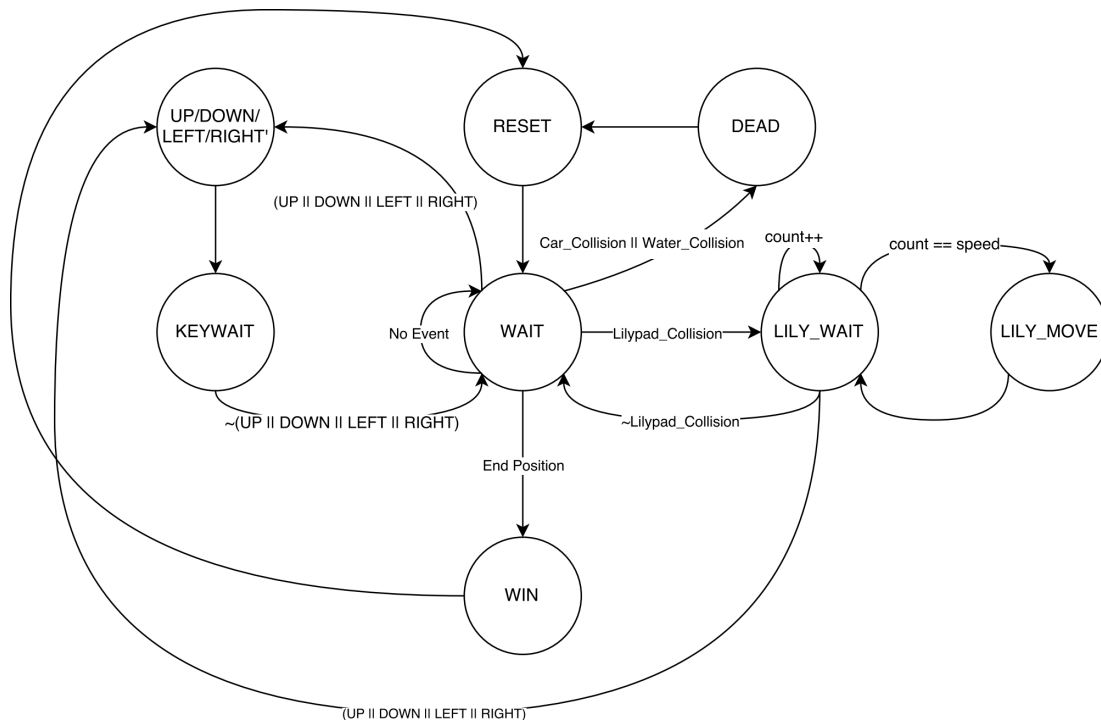 UP/DOWN/
LEFT/RIGHT'
RESET
DEAD
(UP || DOWN || LEFT || RIGHT)
Car_Collision || Water_Collision
count++
count == speed
KEYWAIT
No Event
WAIT
Lilypad_Collision
LILY_WAIT
LILY_MOVE
~(UP || DOWN || LEFT || RIGHT)
~Lilypad_Collision
End Position
WIN
(UP || DOWN || LEFT || RIGHT)